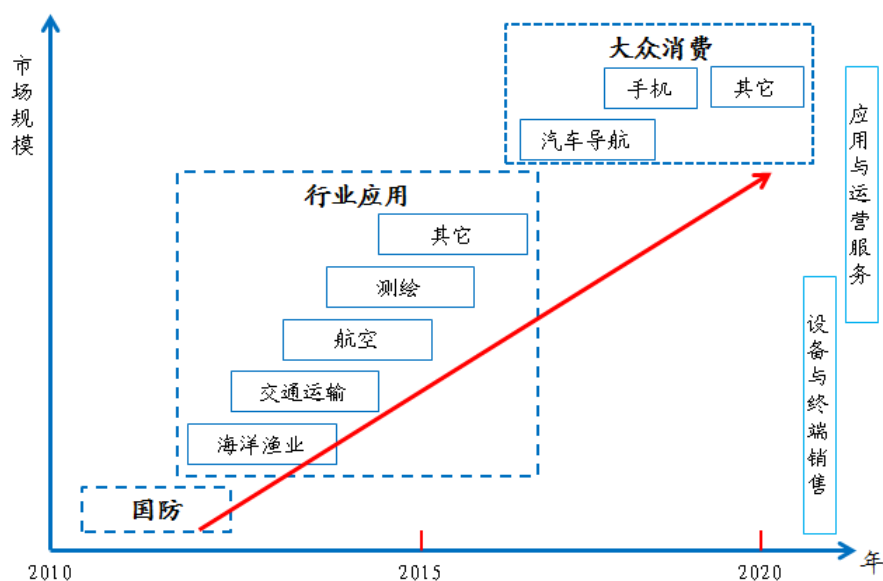 市场规模
大众消费
手机
其它
汽车导航
行业应用
其它
测绘
航空
交通运输
海洋渔业
国防
应用与运营服务
设备与终端销售
2010
2015
2020
年